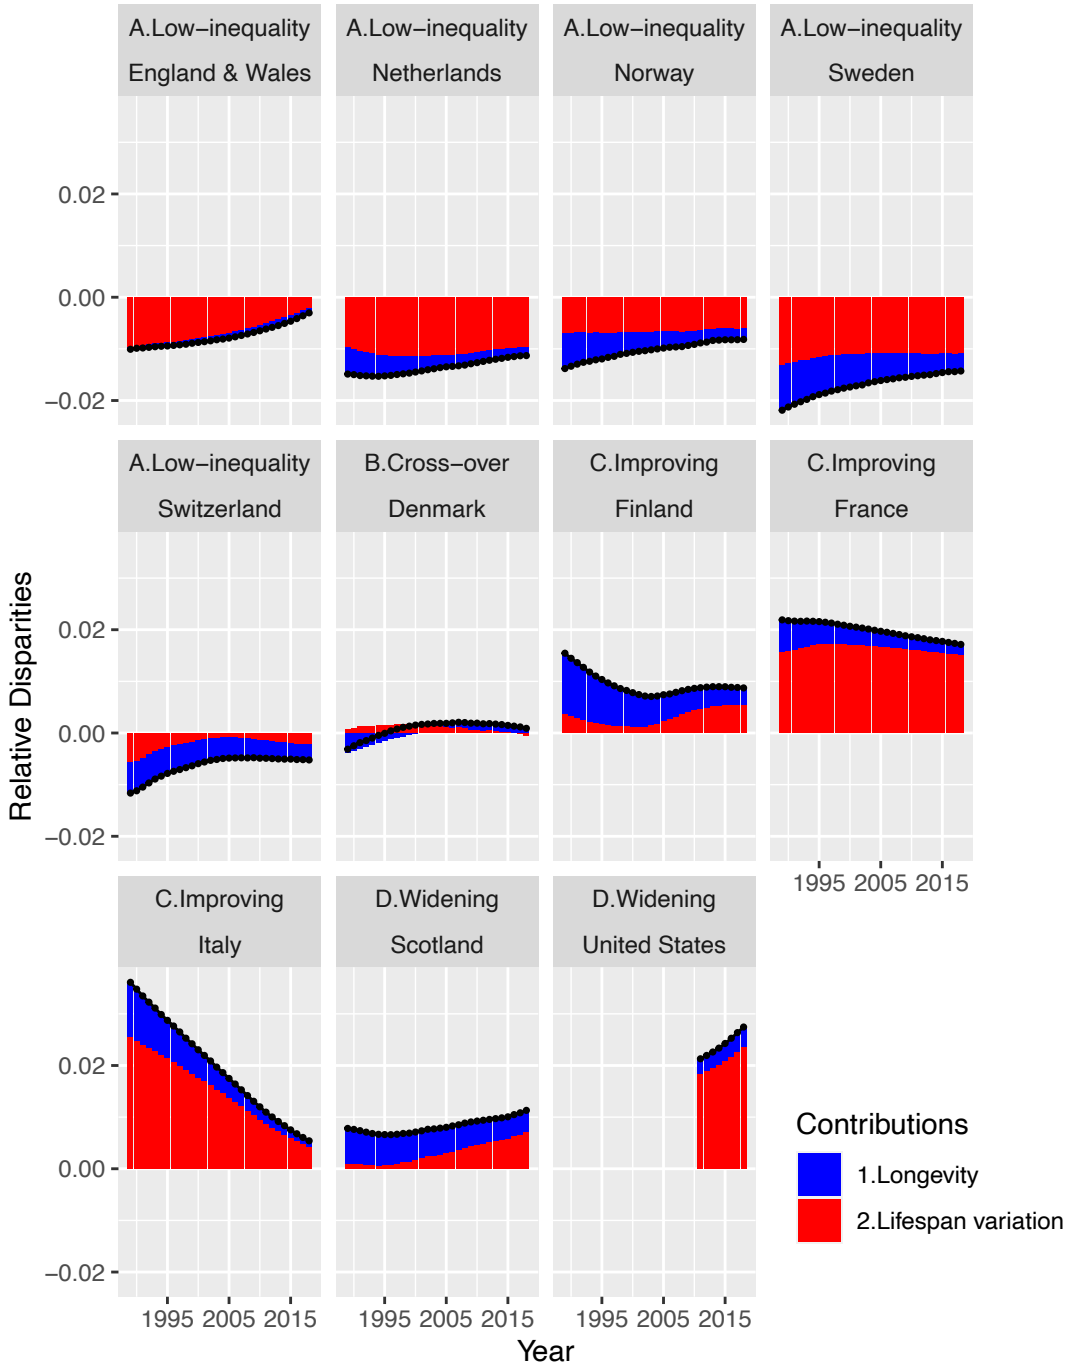 A.Low−inequality
England & Wales
A.Low−inequality
Netherlands
A.Low−inequality
Norway
A.Low−inequality
Sweden
0.02
0.00
−0.02
A.Low−inequality
Switzerland
B.Cross−over
Denmark
C.Improving
Finland
C.Improving
France
0.02
0.00
−0.02
1995 2005 2015
C.Improving
Italy
D.Widening
Scotland
D.Widening
United States
0.02
0.00
−0.02
1995 2005 2015
1995 2005 2015
1995 2005 2015
Year
Relative Disparities
Contributions
1.Longevity
2.Lifespan variation